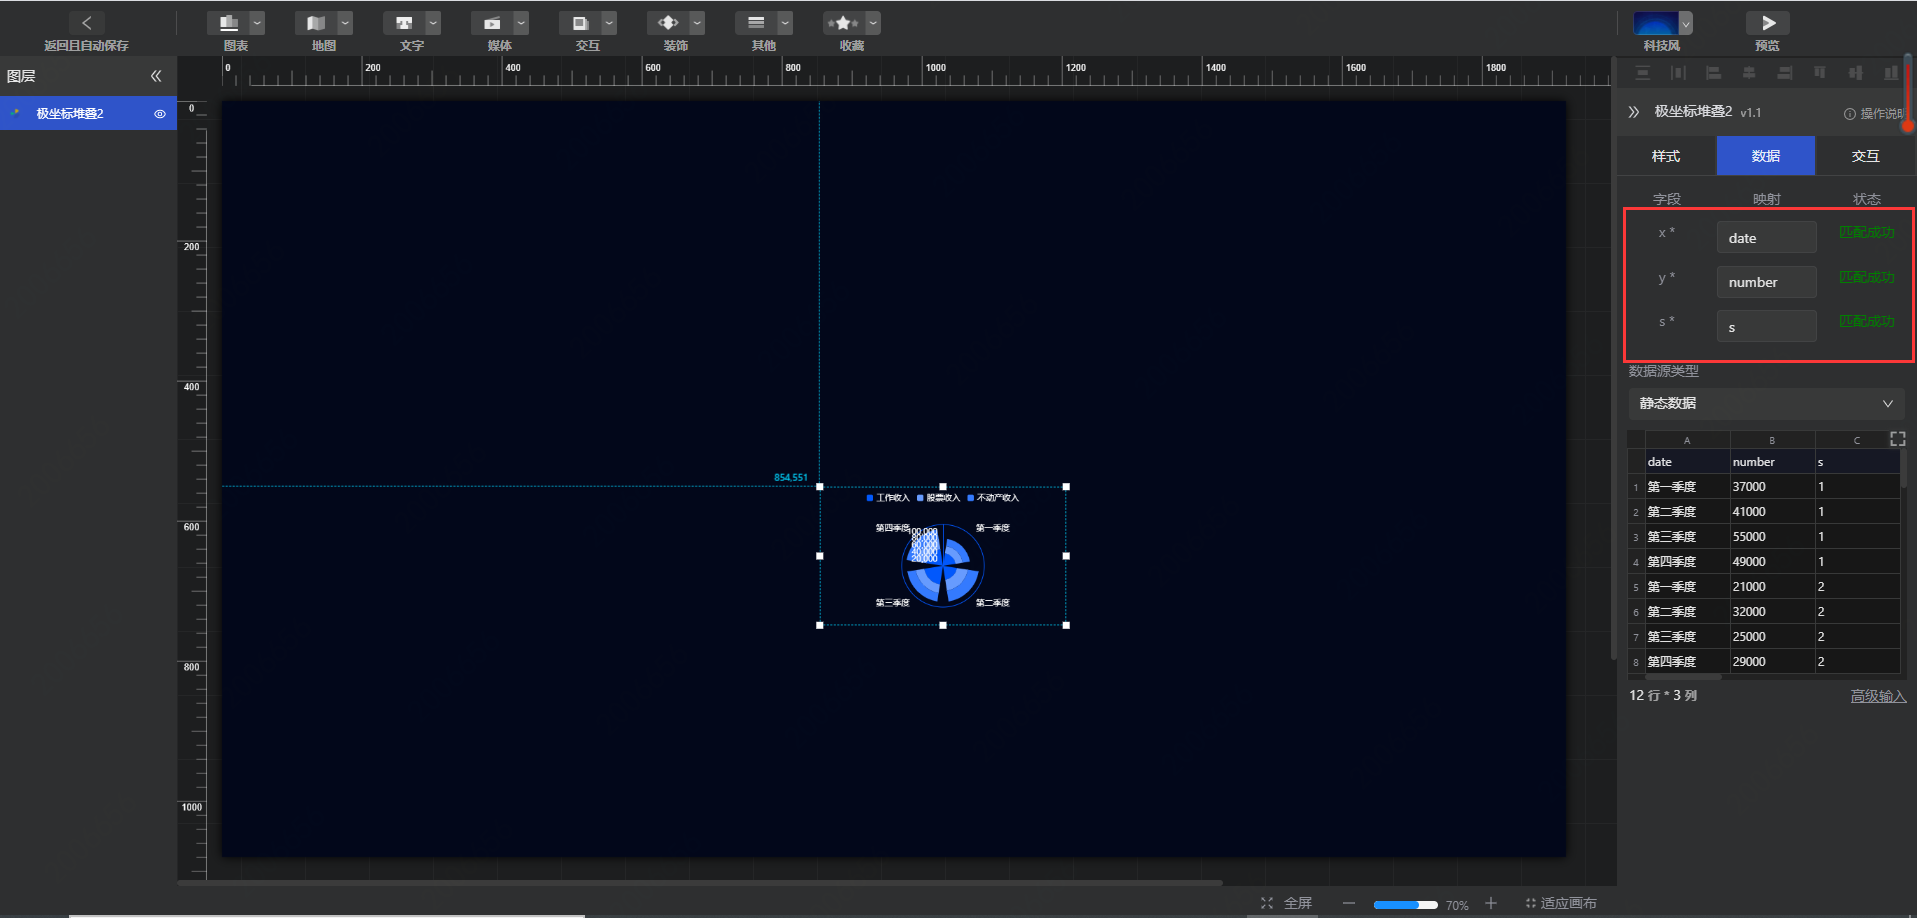 返回且自动保存
图表
地图
文字
媒体
交互
装饰
其他
收藏
科技风
预览
图层
极坐标堆叠2
0 200 400 600 800 1000 1200 1400 1600 1800
0
200
400
600
800
1000
854,551
工作收入 股票收入 不动产收入
第四季度 第一季度
100,000
80,000
60,000
40,000
20,000
第三季度 第二季度
极坐标堆叠2 v1.1 操作说明
样式 数据 交互
字段 映射 状态
x * date 匹配成功
y * number 匹配成功
s * s 匹配成功
数据源类型
静态数据
A B C
date number s
1 第一季度 37000 1
2 第二季度 41000 1
3 第三季度 55000 1
4 第四季度 49000 1
5 第一季度 21000 2
6 第二季度 32000 2
7 第三季度 25000 2
8 第四季度 29000 2
12 行 * 3 列 高级输入
全屏 70% 适应画布